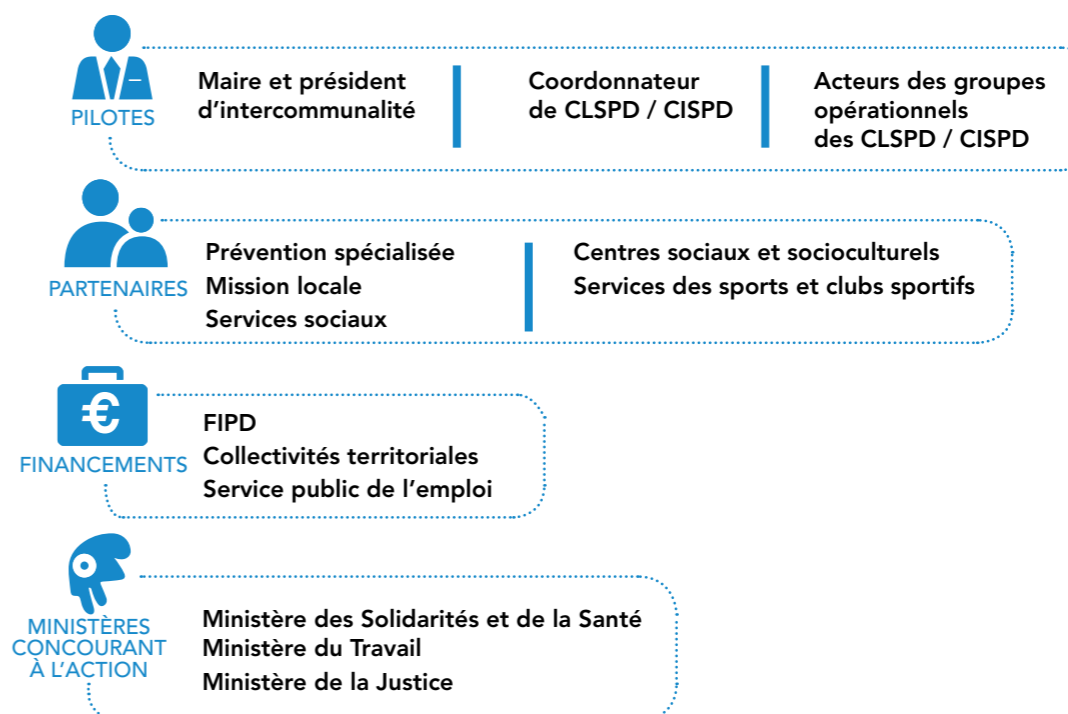 PILOTES
Maire et président
d’intercommunalité
Coordonnateur
de CLSPD / CISPD
Acteurs des groupes
opérationnels
des CLSPD / CISPD
PARTENAIRES
Prévention spécialisée
Mission locale
Services sociaux
Centres sociaux et socioculturels
Services des sports et clubs sportifs
€
FINANCEMENTS
FIPD
Collectivités territoriales
Service public de l’emploi
MINISTÈRES
CONCOURANT
À L’ACTION
Ministère des Solidarités et de la Santé
Ministère du Travail
Ministère de la Justice